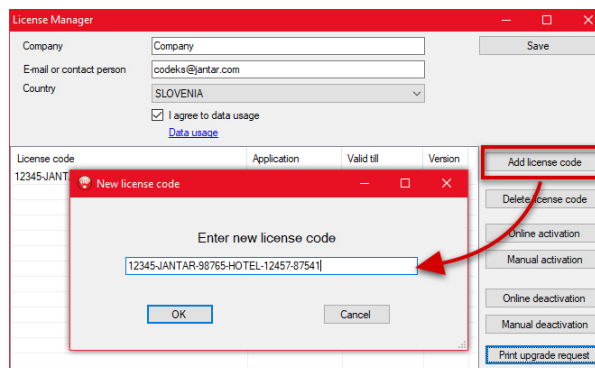 License Manager
Company Company Save
E-mail or contact person codeks@jantar.com
Country SLOVENIA
I agree to data usage
Data usage
License code Application Valid till Version Add license code
12345-JANT
New license code
Delete license code
Enter new license code
Online activation
12345-JANTAR-98765-HOTEL-12457-87541
Manual activation
Online deactivation
OK Cancel
Manual deactivation
Print upgrade request